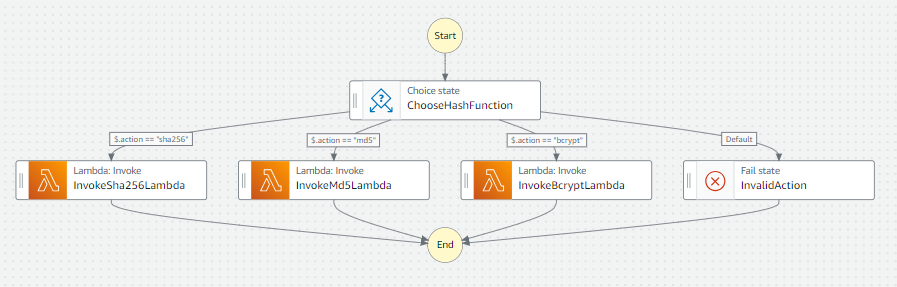 Start
Choice state
ChooseHashFunction
$.action == "sha256"
$.action == "md5"
$.action == "bcrypt"
Default
Lambda: Invoke
InvokeSha256Lambda
Lambda: Invoke
InvokeMd5Lambda
Lambda: Invoke
InvokeBcryptLambda
Fail state
InvalidAction
End